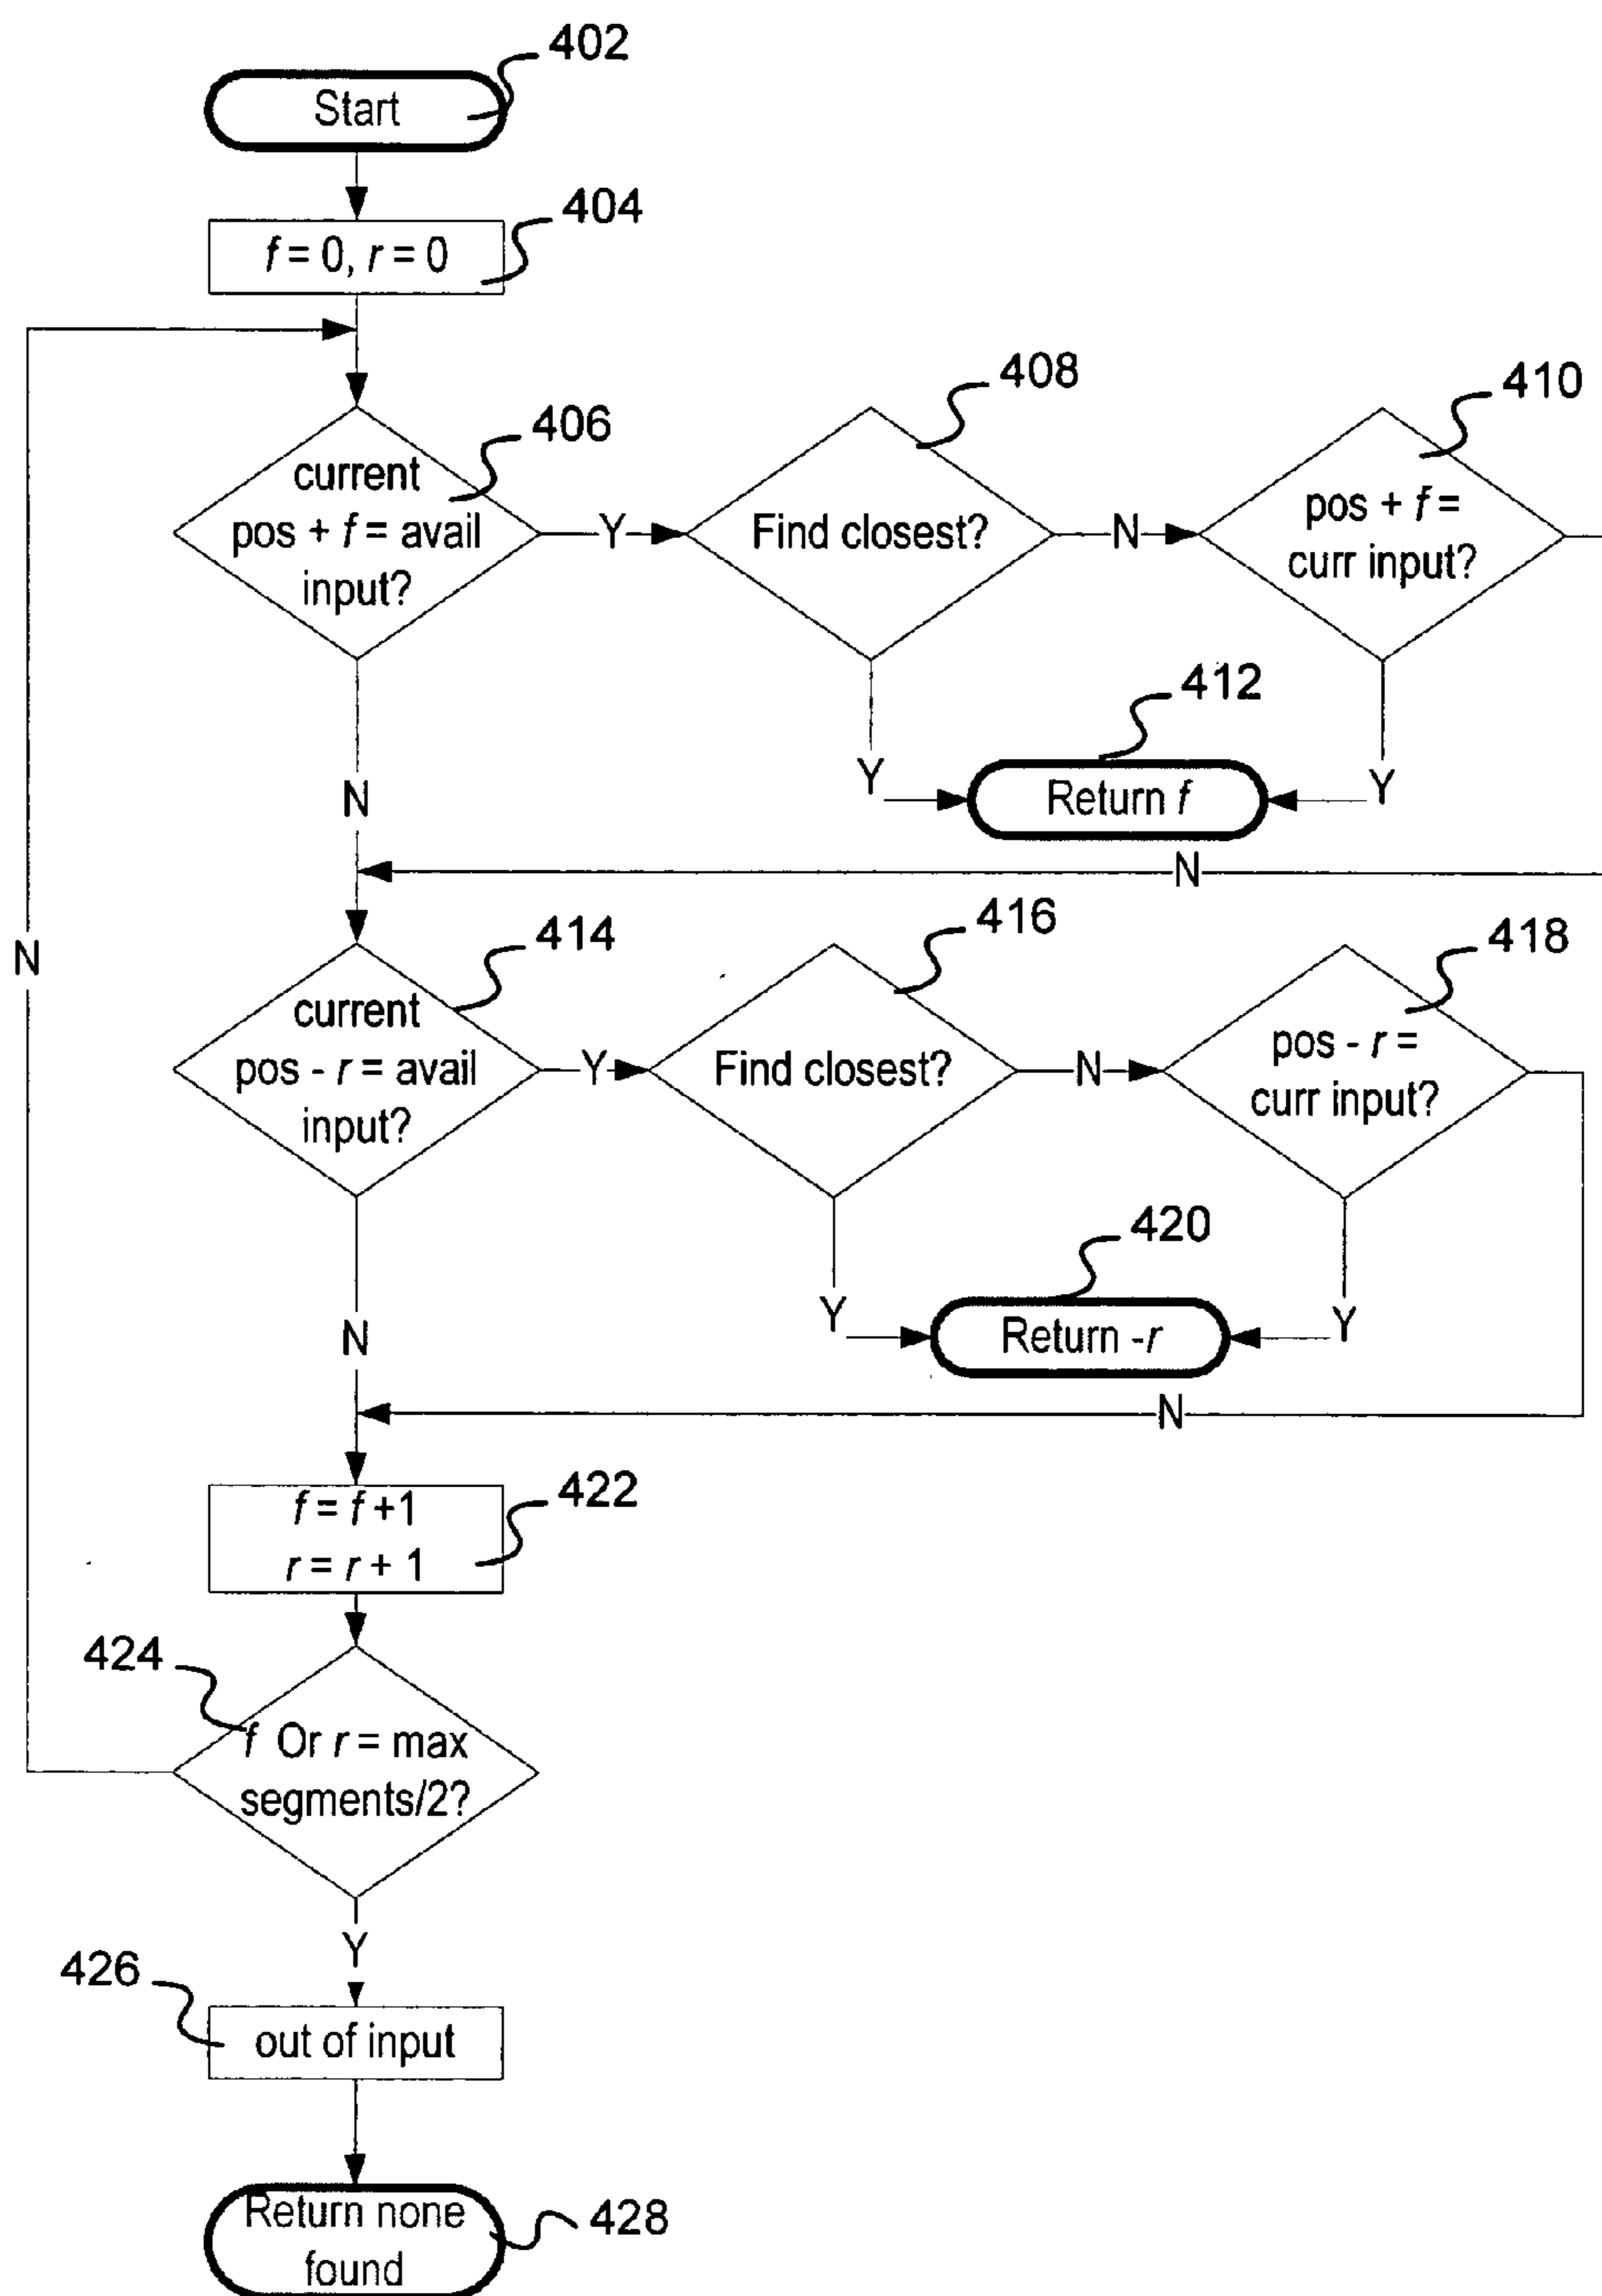 402
Start
404
f = 0, r = 0
408
410
406
current
pos + f = avail
input?
Y
Find closest?
N
pos + f =
curr input?
412
Y
Return f
Y
N
N
416
414
418
N
current
pos - r = avail
input?
Y
Find closest?
N
pos - r =
curr input?
420
Y
Return -r
Y
N
N
422
f = f +1
r = r + 1
424
f Or r = max
segments/2?
Y
426
out of input
Return none
found
428